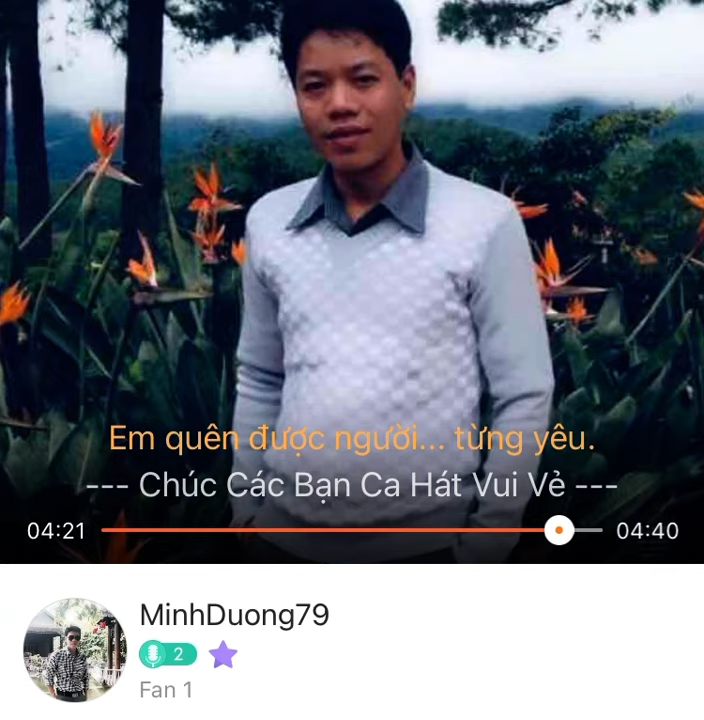 Em quên được người... từng yêu.
--- Chúc Các Bạn Ca Hát Vui Vẻ ---
04:21 04:40
MinhDuong79
2
Fan 1